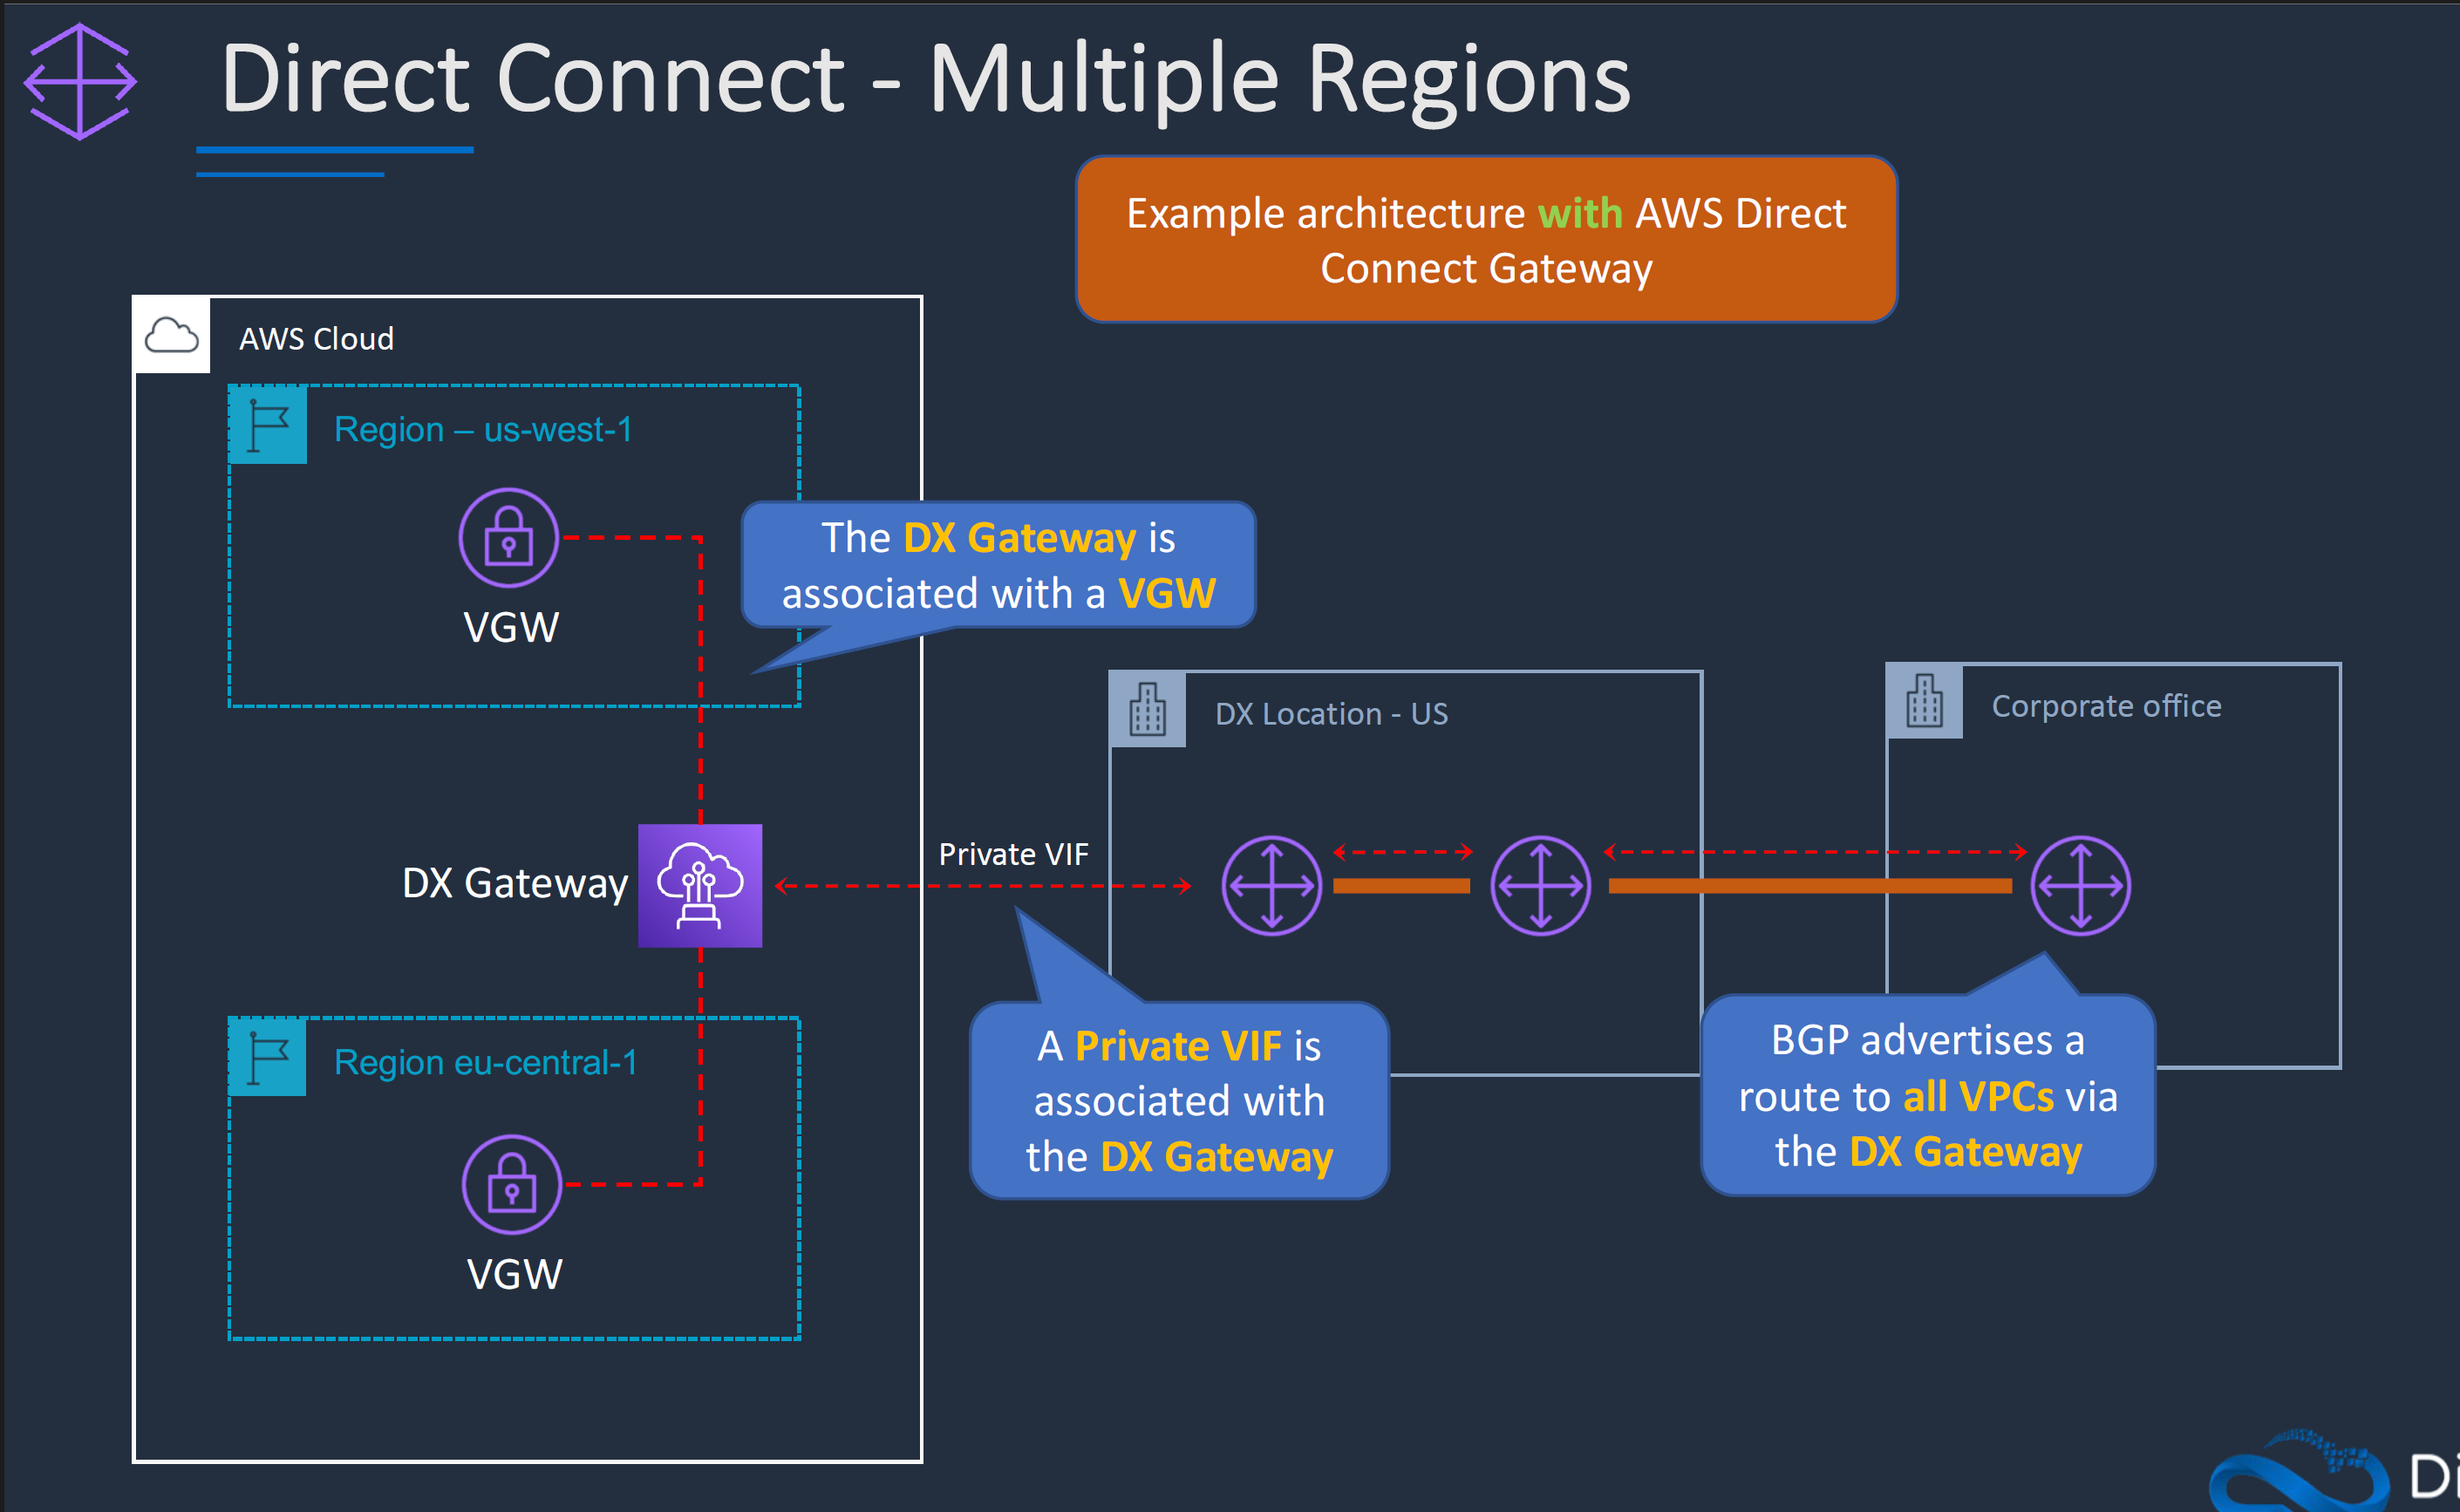 Direct Connect - Multiple Regions
Example architecture with AWS Direct
Connect Gateway
AWS Cloud
Region – us-west-1
VGW
The DX Gateway is
associated with a VGW
DX Location - US
Corporate office
DX Gateway
Private VIF
A Private VIF is
associated with
the DX Gateway
BGP advertises a
route to all VPCs via
the DX Gateway
Region eu-central-1
VGW